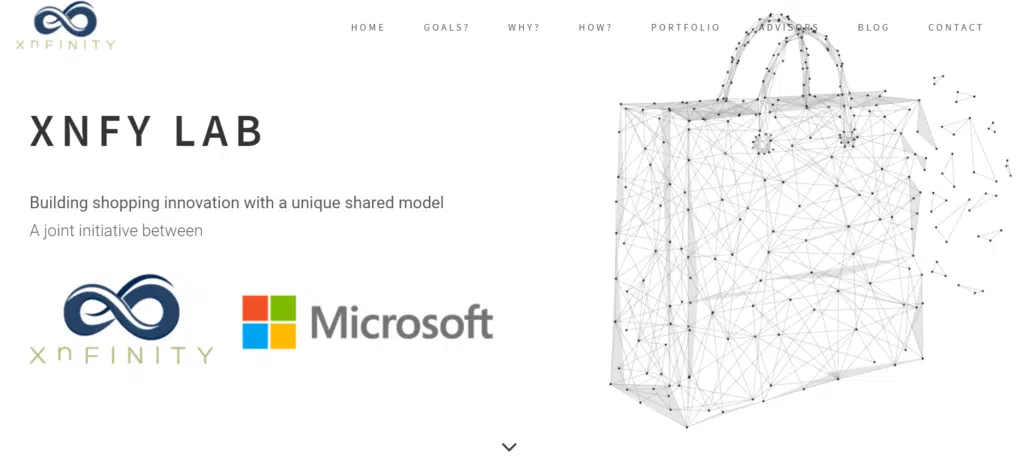 XnFINITY
HOME GOALS? WHY? HOW? PORTFOLIO ADVISORS BLOG CONTACT
XNFY LAB
Building shopping innovation with a unique shared model
A joint initiative between
XnFINITY Microsoft